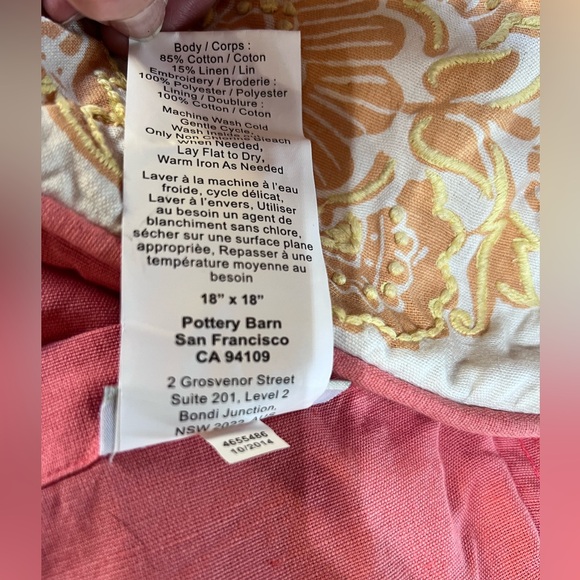 Body / Corps :
85% Cotton / Coton
15% Linen / Lin
Embroidery / Broderie :
100% Polyester / Polyester
Lining / Doublure :
100% Cotton / Coton
Machine Wash Cold
Gentle Cycle,
Wash Inside
Only Non Chlorine Bleach
When Needed,
Lay Flat to Dry,
Warm Iron As Needed
Laver à la machine à l'eau
froide, cycle délicat,
Laver à l'envers, Utiliser
au besoin un agent de
blanchiment sans chlore,
sécher sur une surface plane
appropriée, Repasser à une
température moyenne au
besoin
18" x 18"
Pottery Barn
San Francisco
CA 94109
2 Grosvenor Street
Suite 201, Level 2
Bondi Junction,
NSW 2022 AUS
4655486
10/2014